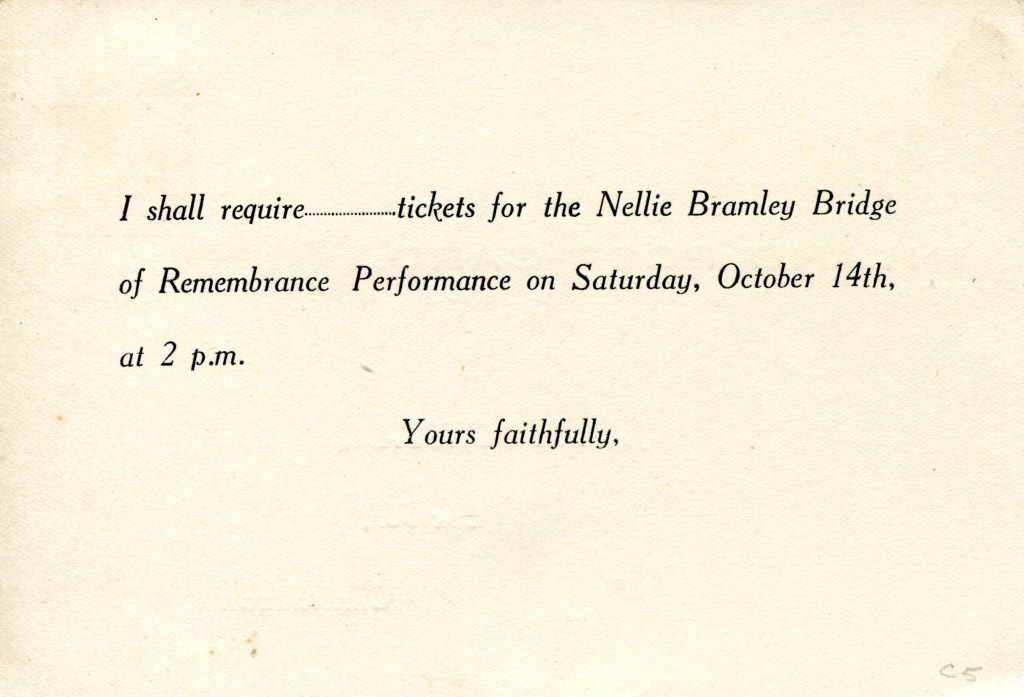 I shall require.......................tickets for the Nellie Bramley Bridge
of Remembrance Performance on Saturday, October 14th,
at 2 p.m.
Yours faithfully,
C5